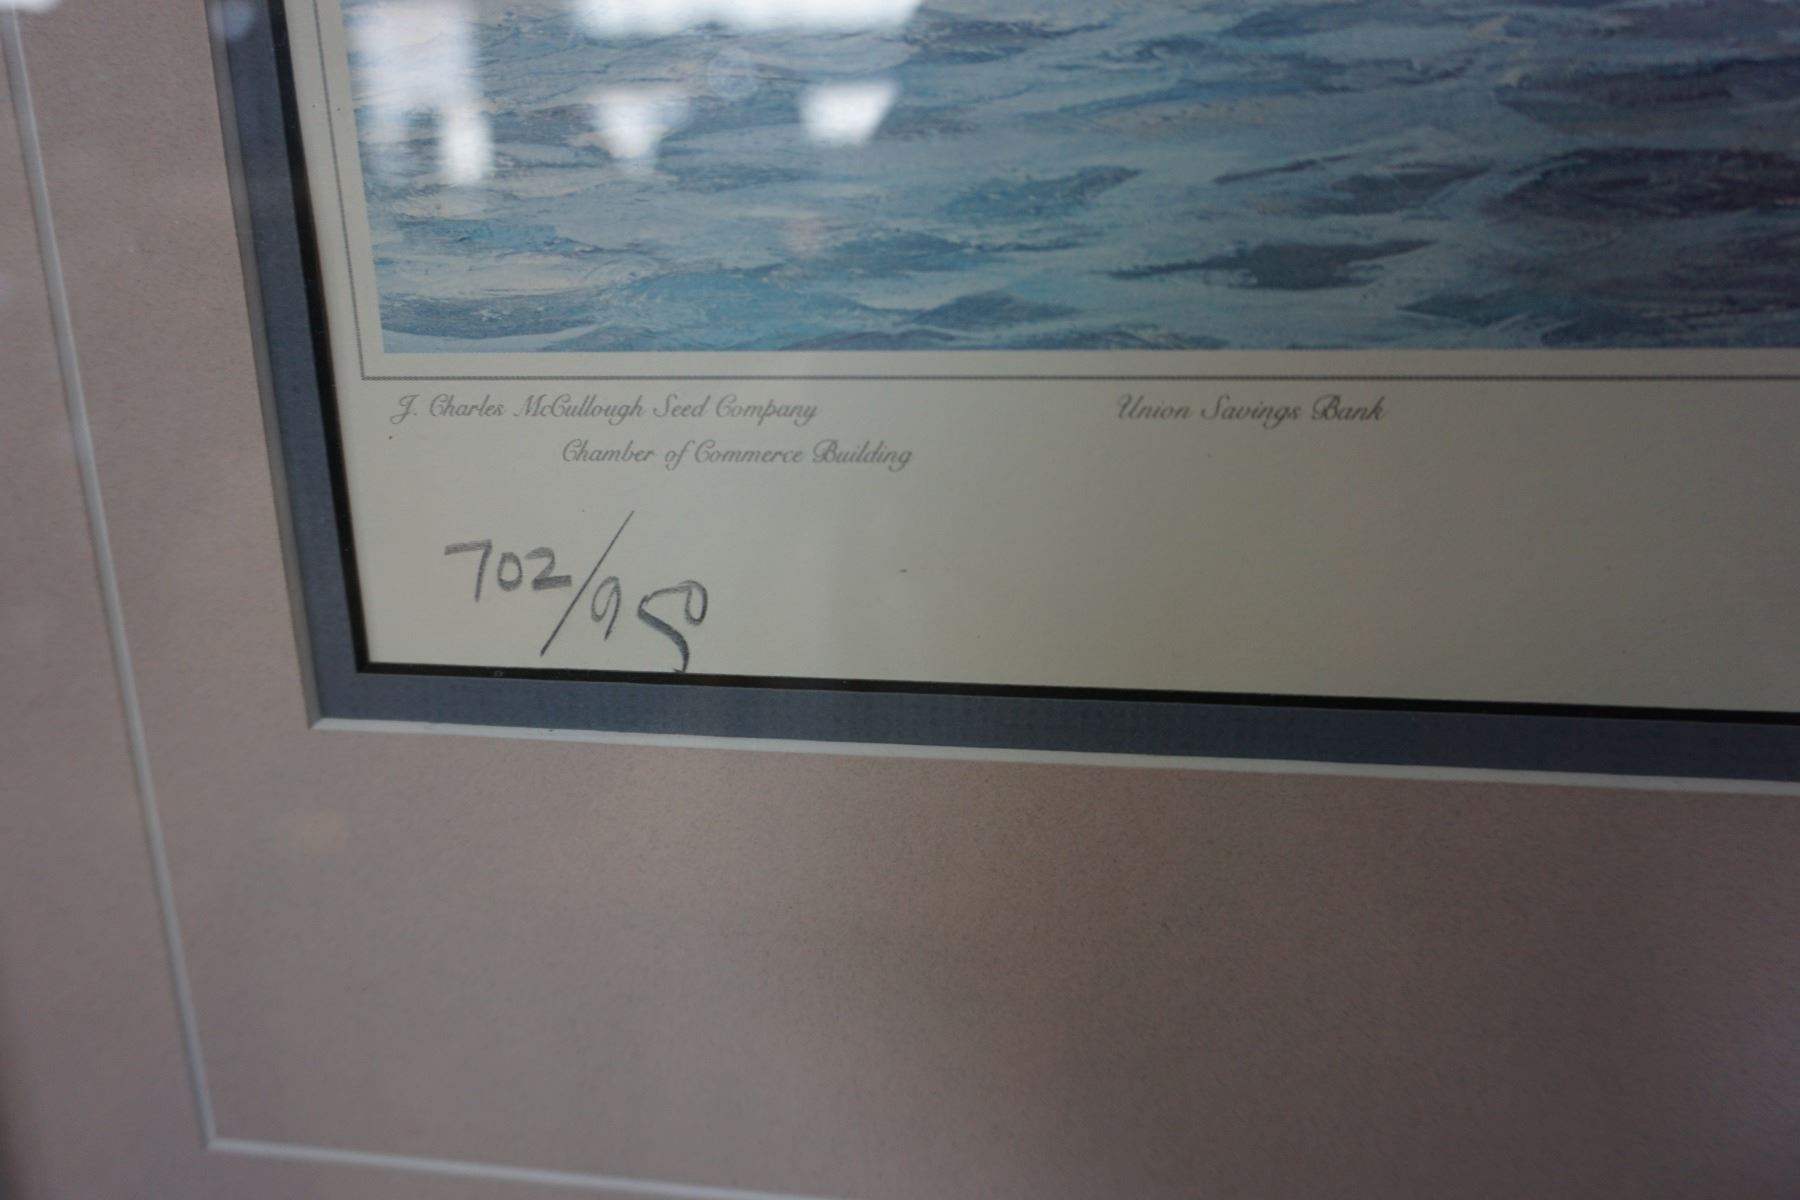 J. Charles McCullough Seed Company
Union Savings Bank
Chamber of Commerce Building
702/950